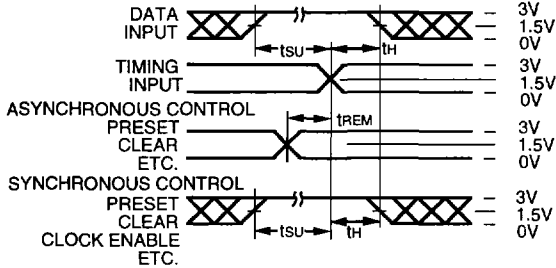 DATA 3V
INPUT 1.5V
0V
tSU tH
TIMING 3V
INPUT 1.5V
0V
ASYNCHRONOUS CONTROL
tREM
PRESET 3V
CLEAR 1.5V
ETC. 0V
SYNCHRONOUS CONTROL
PRESET 3V
CLEAR 1.5V
CLOCK ENABLE tSU tH 0V
ETC.